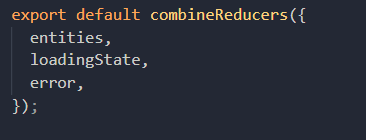 export default combineReducers({
  entities,
  loadingState,
  error,
});